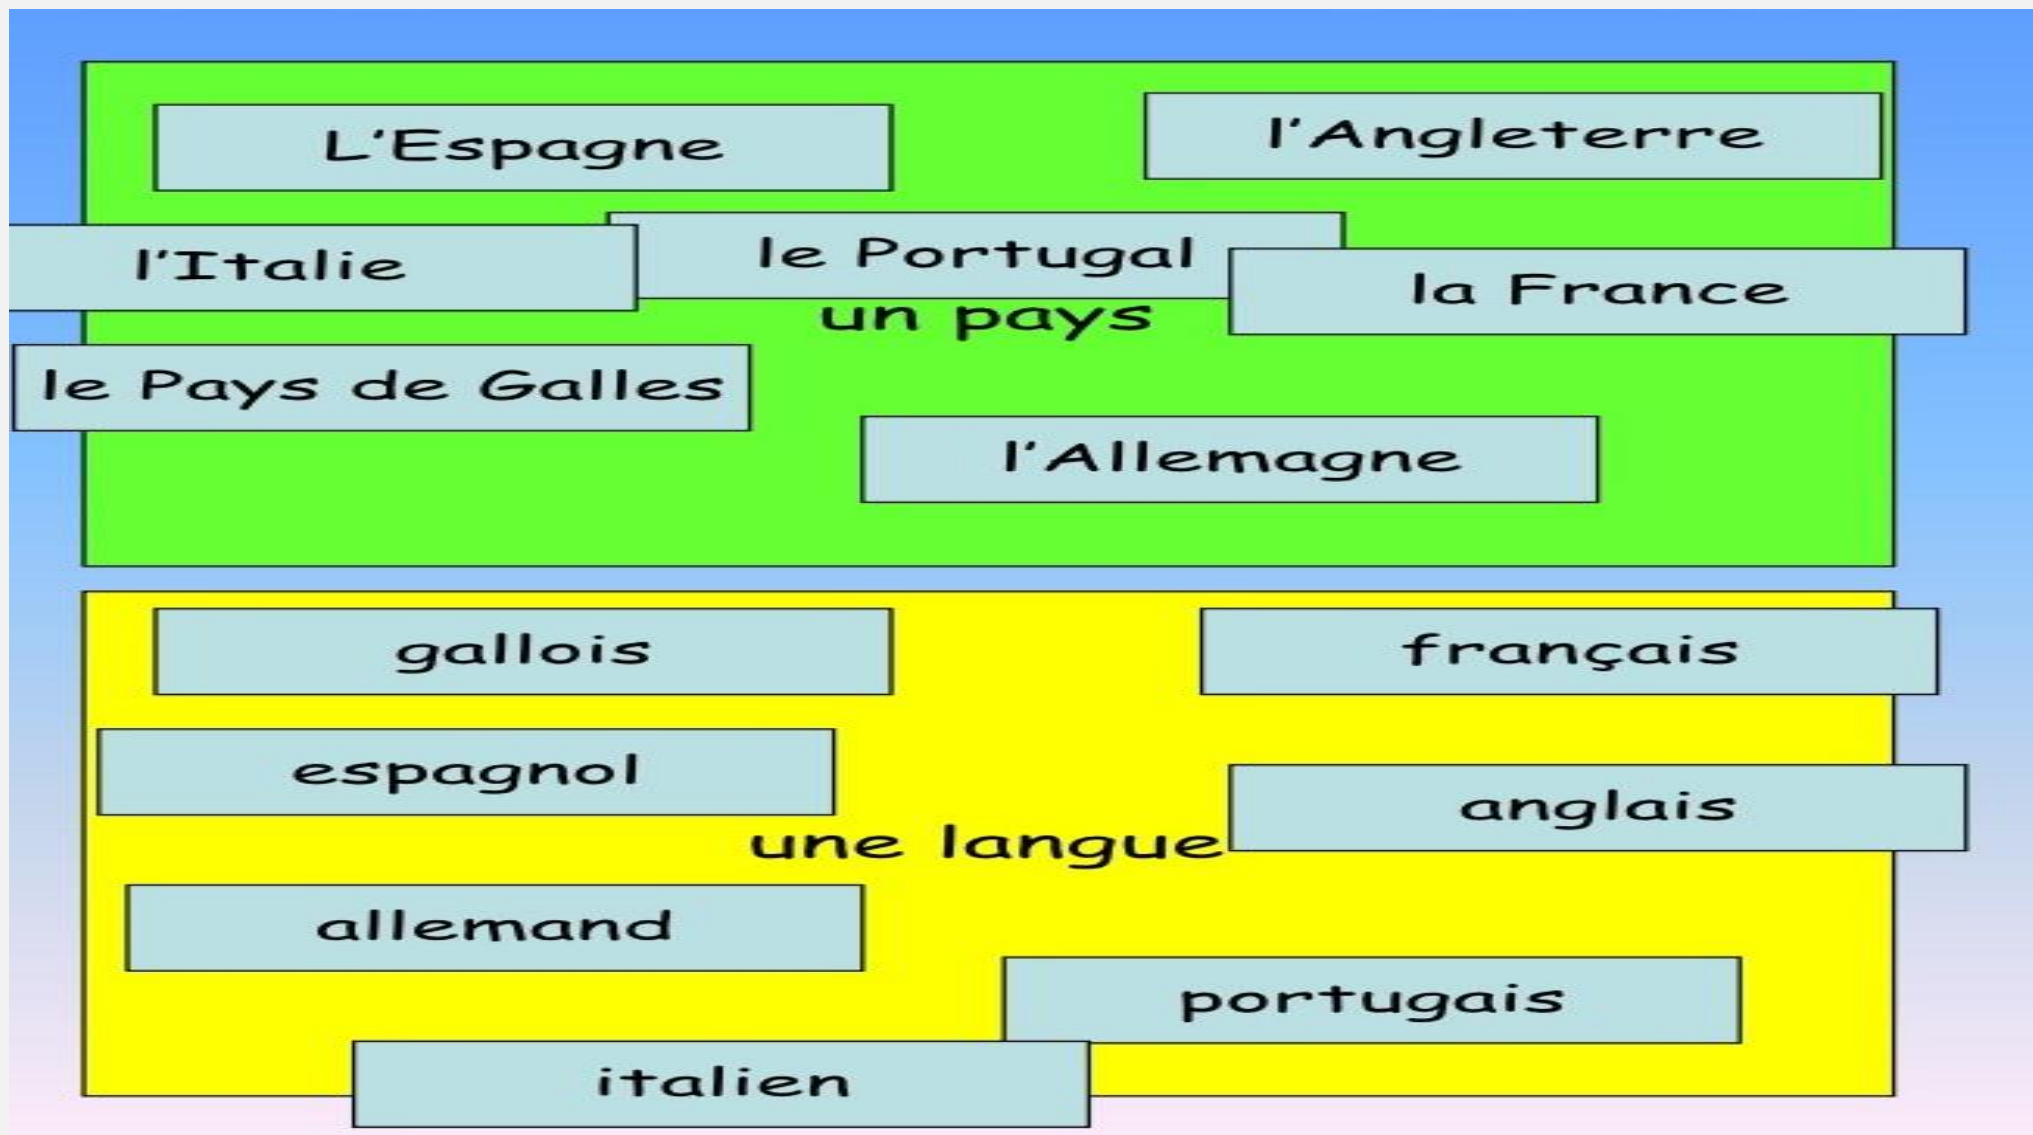 L'Espagne
l'Angleterre
l'Italie
le Portugal
la France
un pays
le Pays de Galles
l'Allemagne
gallois
français
espagnol
anglais
une langue
allemand
portugais
italien